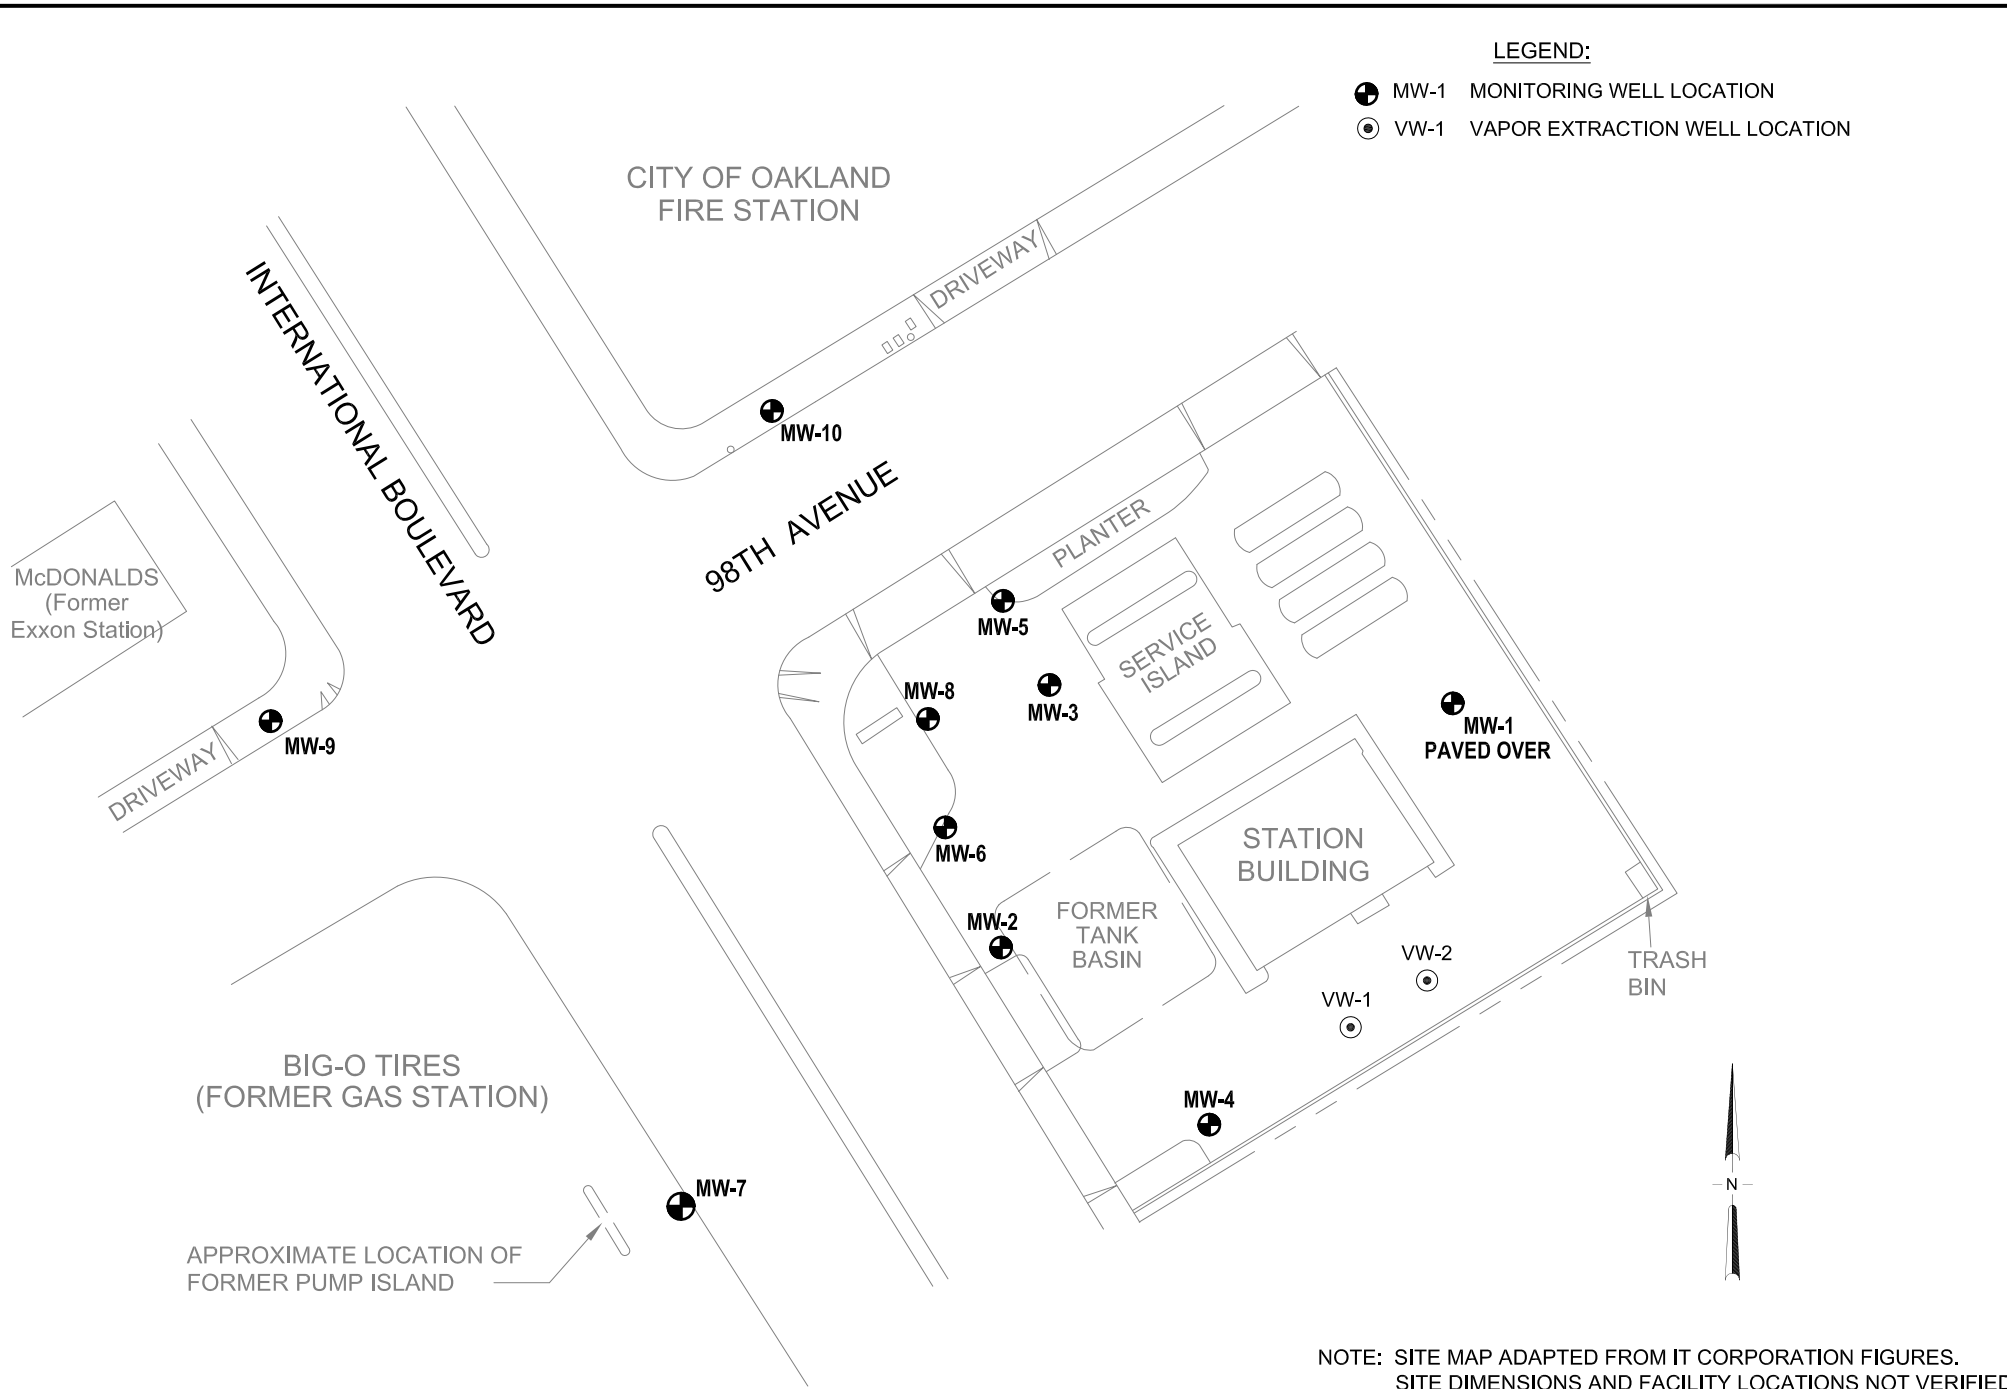 LEGEND:
MW-1 MONITORING WELL LOCATION
VW-1 VAPOR EXTRACTION WELL LOCATION
CITY OF OAKLAND
FIRE STATION
DRIVEWAY
INTERNATIONAL BOULEVARD
MW-10
98TH AVENUE
PLANTER
McDONALDS
(Former
Exxon Station)
MW-5
SERVICE
ISLAND
MW-8
MW-3
MW-1
PAVED OVER
MW-9
DRIVEWAY
STATION
BUILDING
MW-6
FORMER
TANK
BASIN
MW-2
VW-2
TRASH
BIN
VW-1
BIG-O TIRES
(FORMER GAS STATION)
MW-4
MW-7
N
APPROXIMATE LOCATION OF
FORMER PUMP ISLAND
NOTE: SITE MAP ADAPTED FROM IT CORPORATION FIGURES.
SITE DIMENSIONS AND FACILITY LOCATIONS NOT VERIFIED